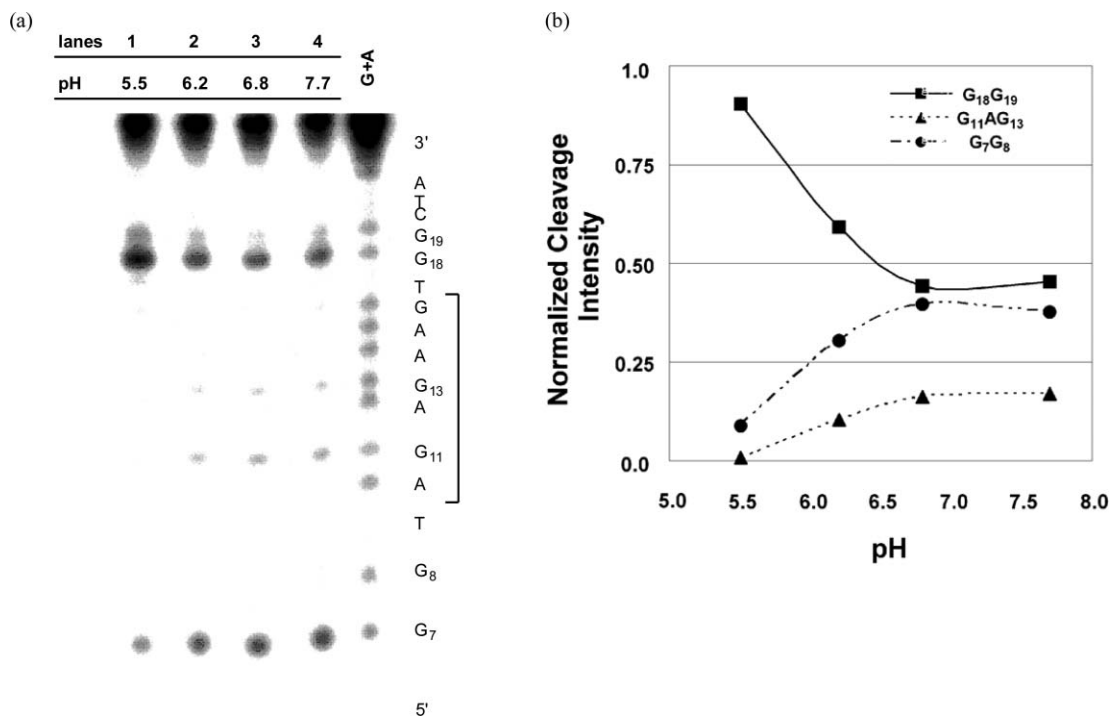 (a)
lanes 1 2 3 4 G+A
pH 5.5 6.2 6.8 7.7
3'
A
T
C
G19
G18
T
G
A
A
G13
A
G11
A
T
G8
G7
5'
(b)
Normalized Cleavage
Intensity
1.0
0.75
0.50
0.25
0.0
G18G19
G11AG13
G7G8
5.0 5.5 6.0 6.5 7.0 7.5 8.0
pH